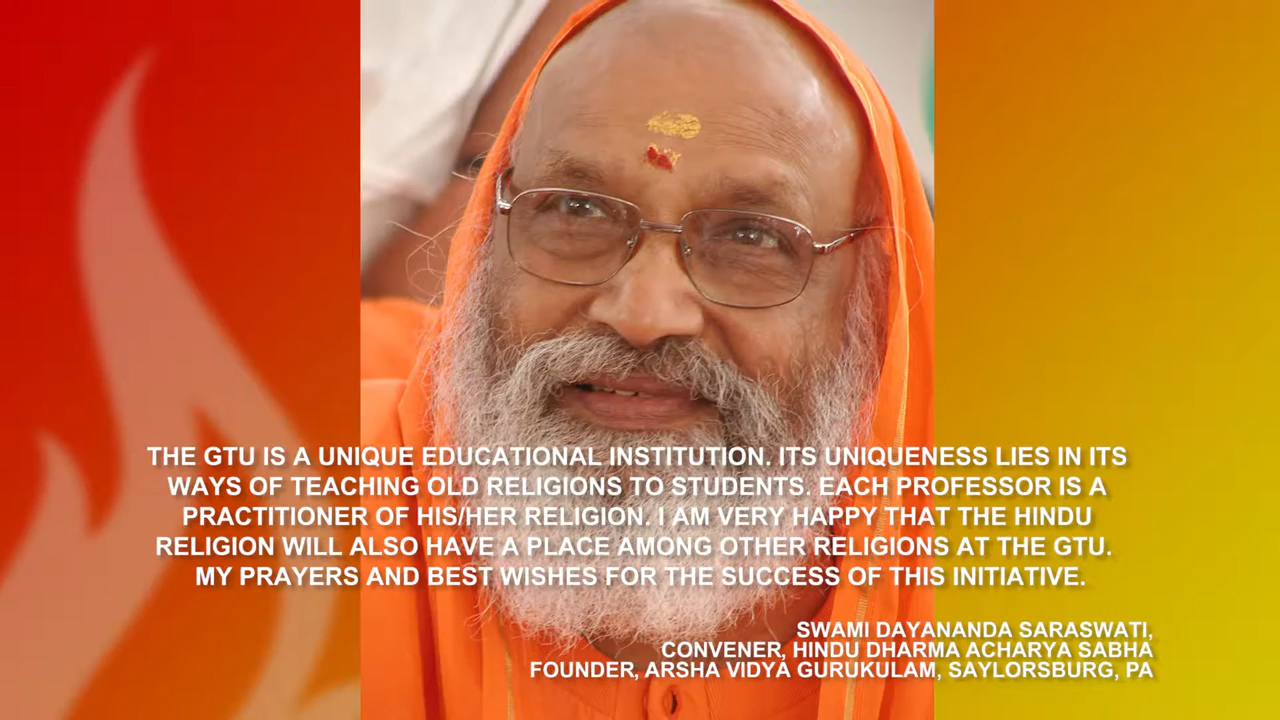 THE GTU IS A UNIQUE EDUCATIONAL INSTITUTION. ITS UNIQUENESS LIES IN ITS
WAYS OF TEACHING OLD RELIGIONS TO STUDENTS. EACH PROFESSOR IS A
PRACTITIONER OF HIS/HER RELIGION. I AM VERY HAPPY THAT THE HINDU
RELIGION WILL ALSO HAVE A PLACE AMONG OTHER RELIGIONS AT THE GTU.
MY PRAYERS AND BEST WISHES FOR THE SUCCESS OF THIS INITIATIVE.
SWAMI DAYANANDA SARASWATI,
CONVENER, HINDU DHARMA ACHARYA SABHA
FOUNDER, ARSHA VIDYA GURUKULAM, SAYLORSBURG, PA